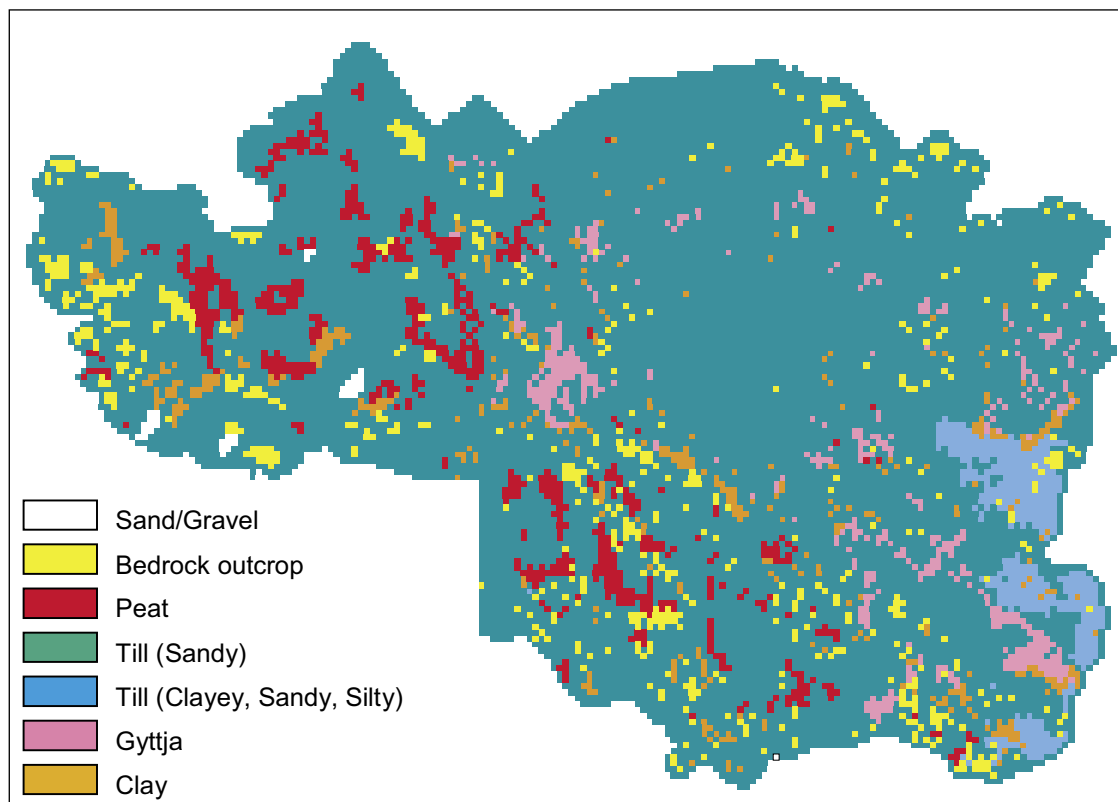 Sand/Gravel
Bedrock outcrop
Peat
Till (Sandy)
Till (Clayey, Sandy, Silty)
Gyttja
Clay